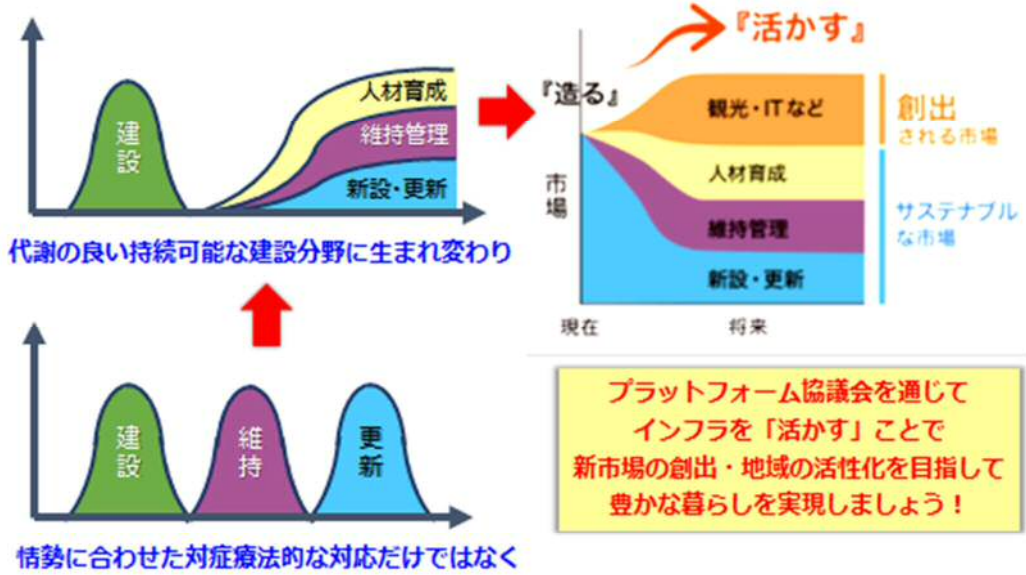 建設
人材育成
維持管理
新設・更新
代謝の良い持続可能な建設分野に生まれ変わり
建設
維持
更新
情勢に合わせた対症療法的な対応だけではなく
『活かす』
『造る』
市場
観光・ITなど
人材育成
維持管理
新設・更新
創出
される市場
サステナブル
な市場
現在
将来
プラットフォーム協議会を通じて
インフラを「活かす」ことで
新市場の創出・地域の活性化を目指して
豊かな暮らしを実現しましょう！